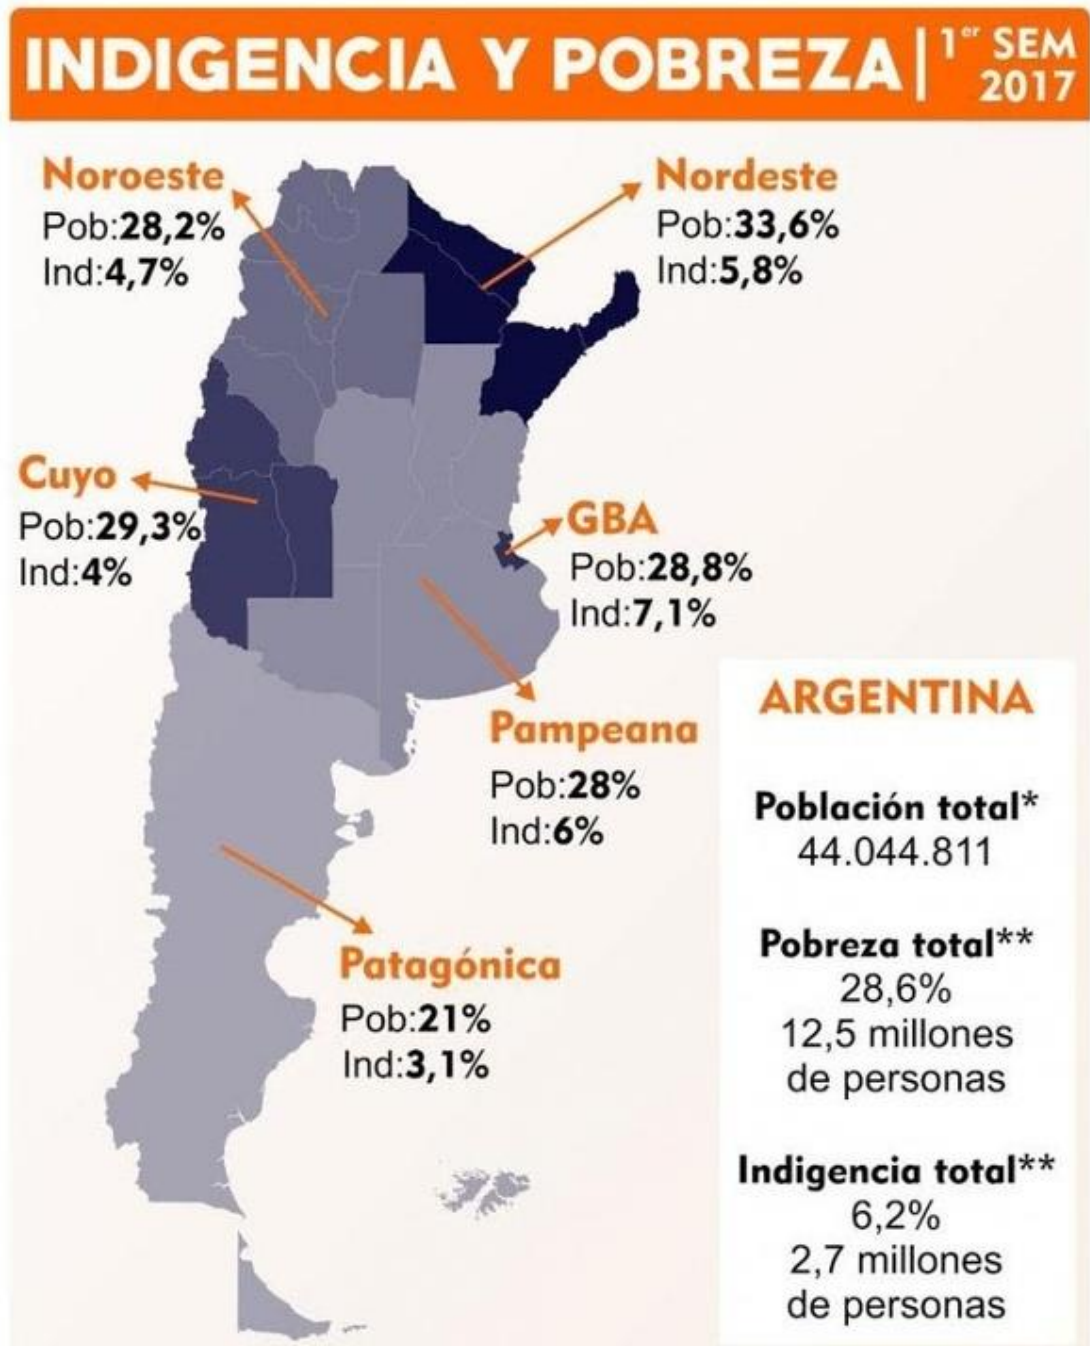 INDIGENCIA Y POBREZA | 1er SEM
2017
Noroeste
Pob:28,2%
Ind:4,7%
Nordeste
Pob:33,6%
Ind:5,8%
Cuyo
Pob:29,3%
Ind:4%
GBA
Pob:28,8%
Ind:7,1%
Pampeana
Pob:28%
Ind:6%
Patagónica
Pob:21%
Ind:3,1%
ARGENTINA
Población total*
44.044.811
Pobreza total**
28,6%
12,5 millones
de personas
Indigencia total**
6,2%
2,7 millones
de personas